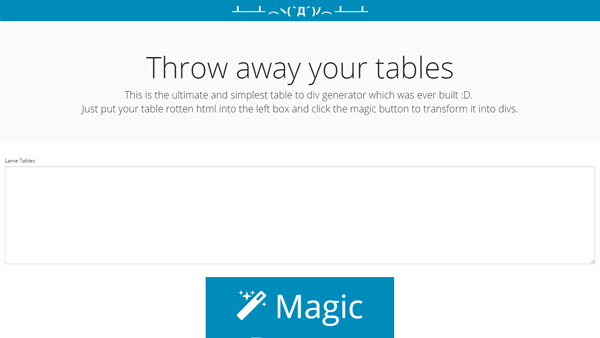 ┻━┻ ︵ヽ(`Д´)ﾉ︵ ┻━┻
Throw away your tables
This is the ultimate and simplest table to div generator which was ever built :D.
Just put your table rotten html into the left box and click the magic button to transform it into divs.
Lame Tables
Magic